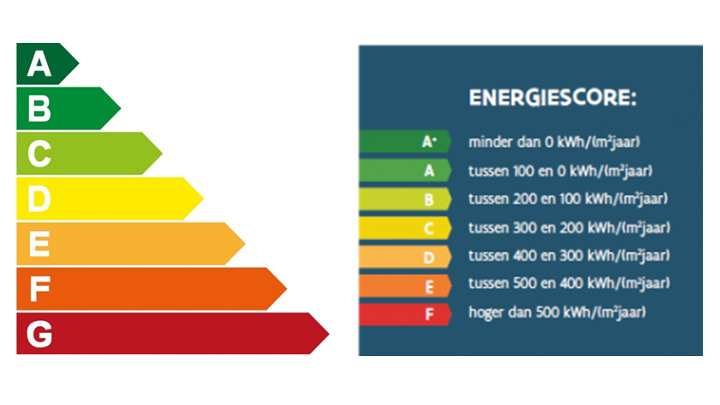 A
B
C
D
E
F
G
ENERGIESCORE:
A+ minder dan 0 kWh/(m²jaar)
A tussen 100 en 0 kWh/(m²jaar)
B tussen 200 en 100 kWh/(m²jaar)
C tussen 300 en 200 kWh/(m²jaar)
D tussen 400 en 300 kWh/(m²jaar)
E tussen 500 en 400 kWh/(m²jaar)
F hoger dan 500 kWh/(m²jaar)